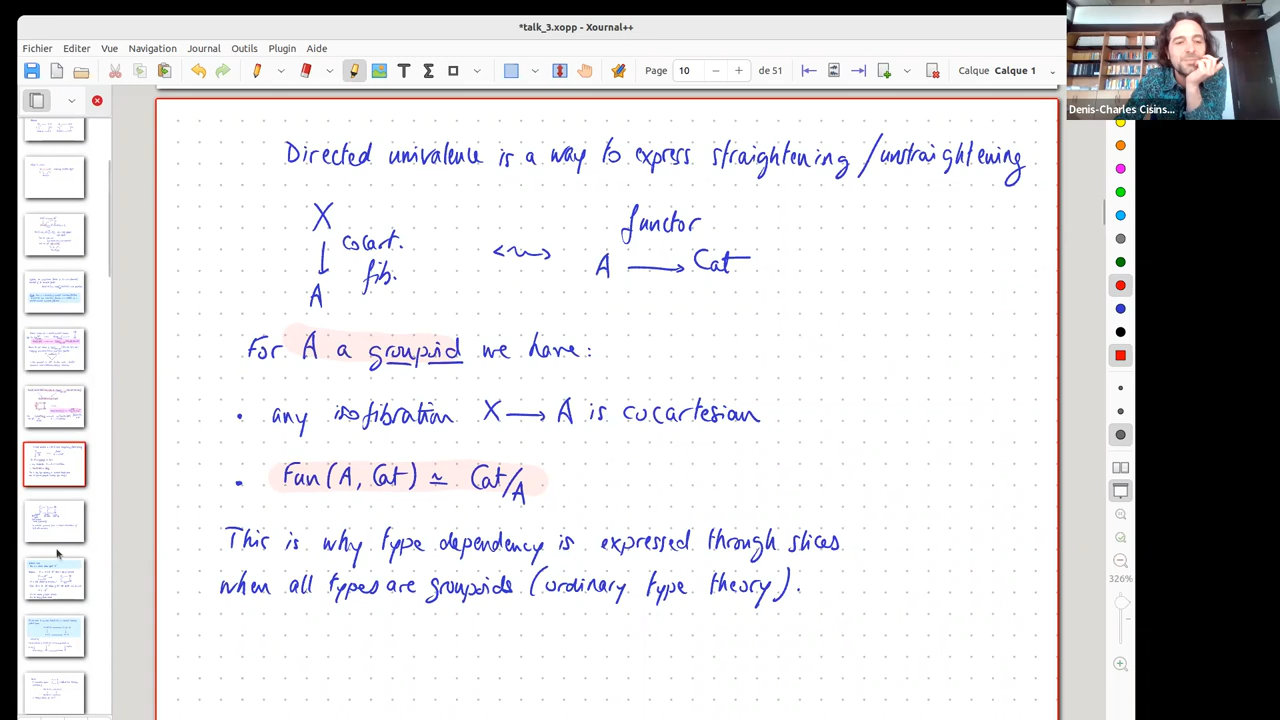 *talk_3.xopp - Xournal++
Fichier Editer Vue Navigation Journal Outils Plugin Aide
Page 10 de 51 Calque Calque 1
Denis-Charles Cisins...
326%
Directed univalence is a way to express straightening/unstraightening
X functor
↓ cocart. fib. <~> A ⟶ Cat
A
For A a groupoid we have:
· any isofibration X ⟶ A is cocartesian
· Fun(A, Cat) ≃ Cat/A
This is why type dependency is expressed through slices
when all types are groupoids (ordinary type theory).